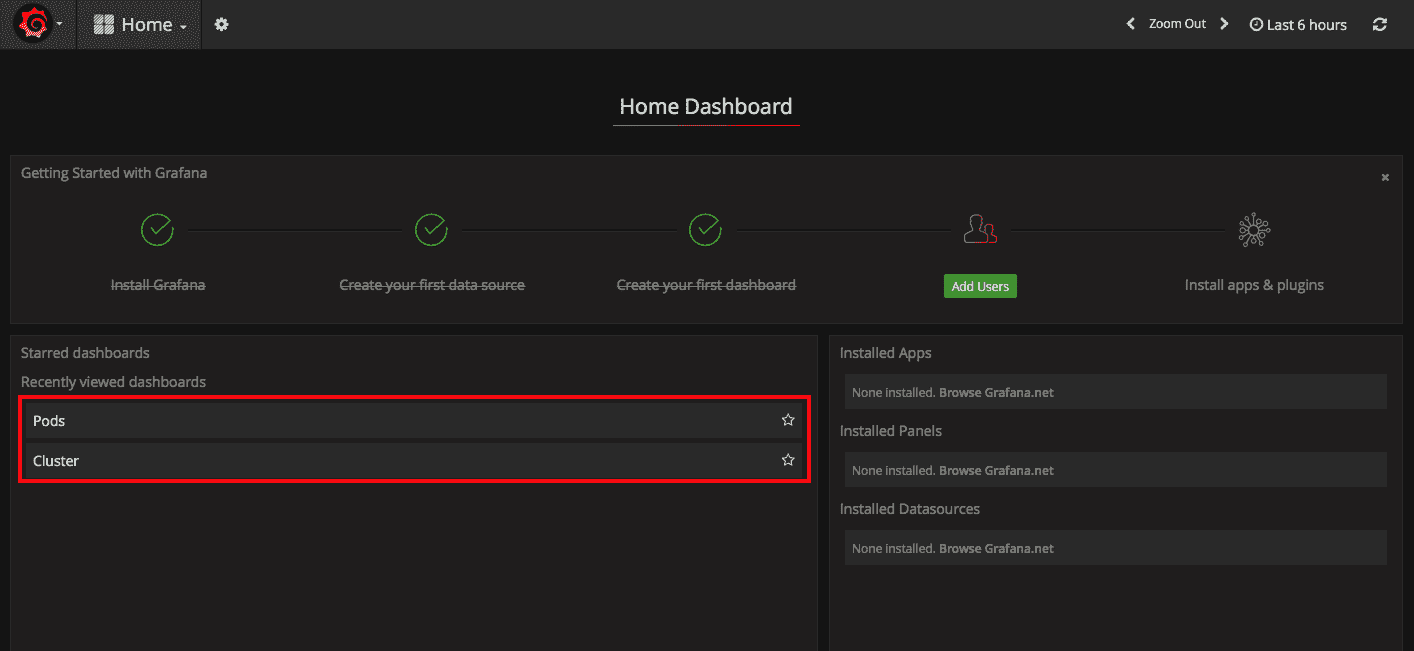 Home
Zoom Out
Last 6 hours
Home Dashboard
Getting Started with Grafana
Install Grafana
Create your first data source
Create your first dashboard
Add Users
Install apps & plugins
Starred dashboards
Recently viewed dashboards
Pods
Cluster
Installed Apps
None installed. Browse Grafana.net
Installed Panels
None installed. Browse Grafana.net
Installed Datasources
None installed. Browse Grafana.net